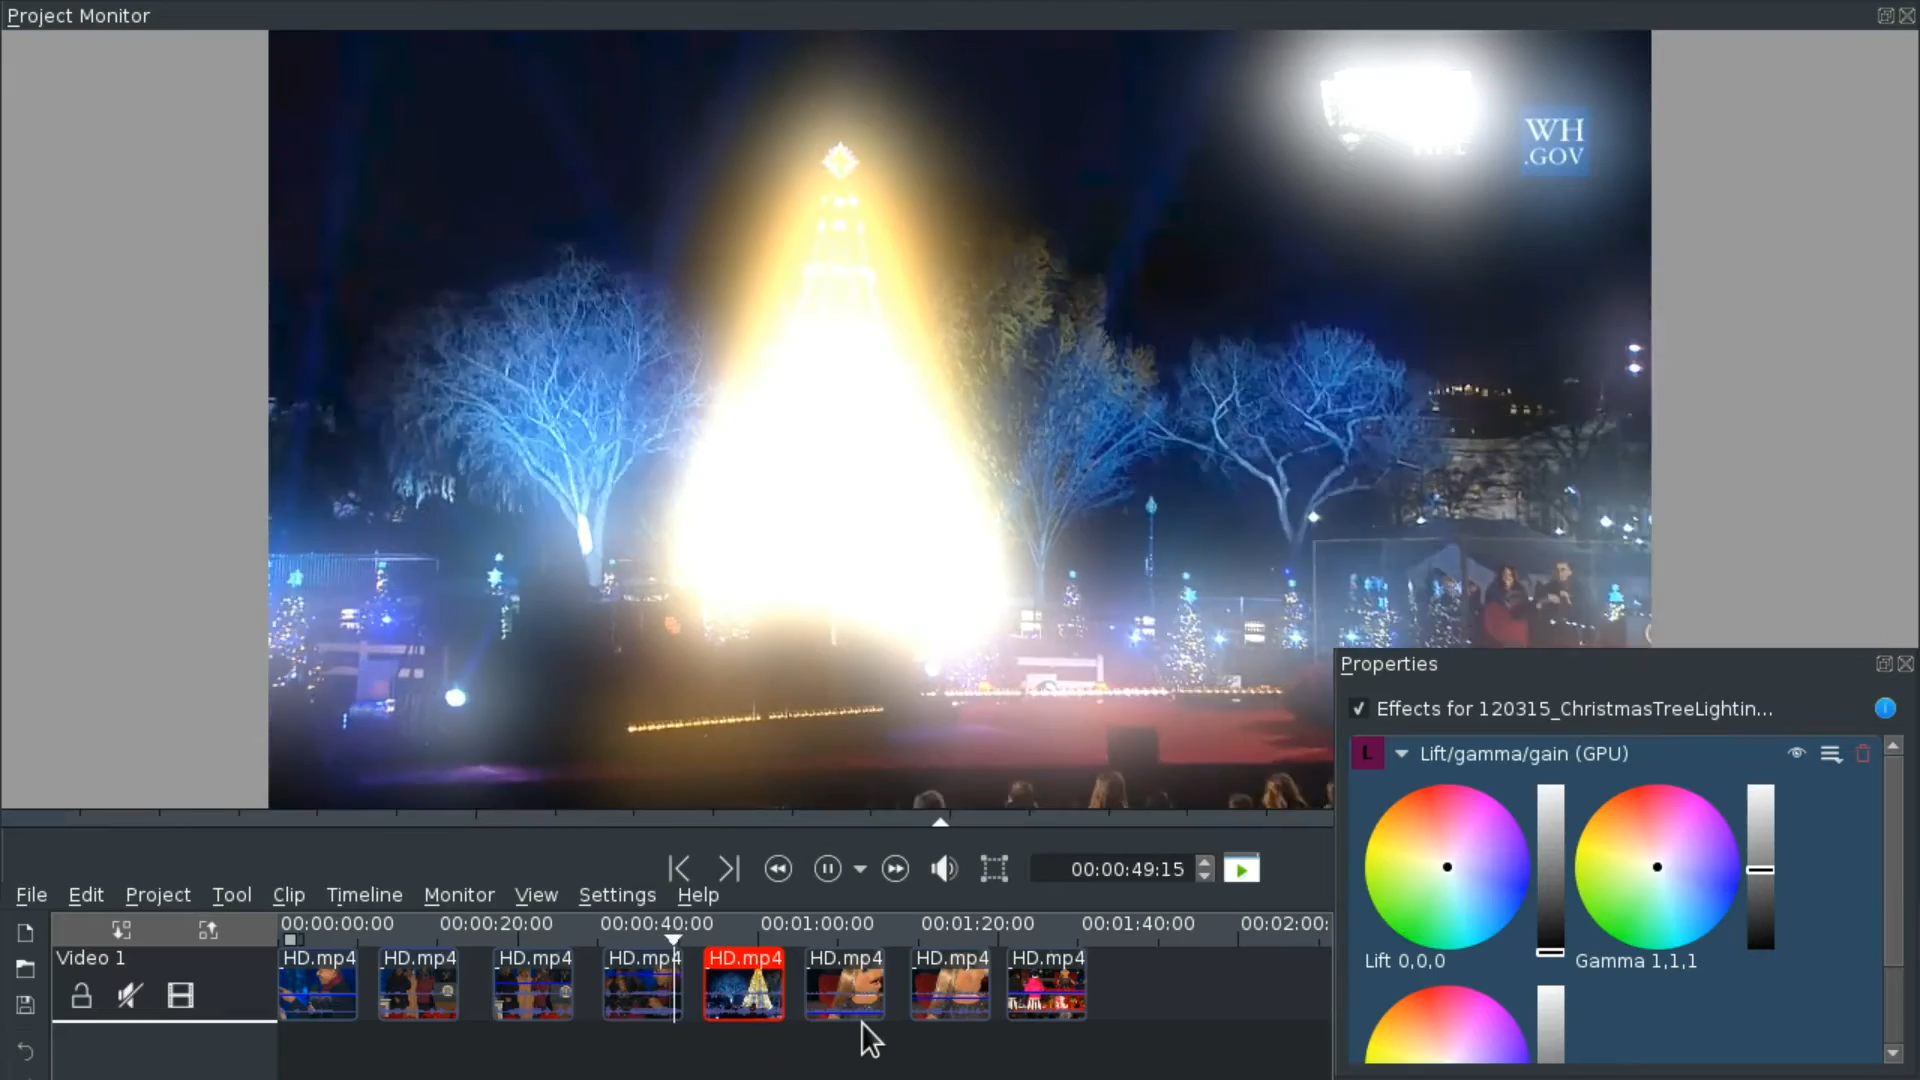 Project Monitor
WH
.GOV
Properties
Effects for 120315_ChristmasTreeLightin...
L Lift/gamma/gain (GPU)
Lift 0,0,0
Gamma 1,1,1
00:00:49:15
File Edit Project Tool Clip Timeline Monitor View Settings Help
00:00:00:00 00:00:20:00 00:00:40:00 00:01:00:00 00:01:20:00 00:01:40:00 00:02:00:
Video 1
HD.mp4 HD.mp4 HD.mp4 HD.mp4 HD.mp4 HD.mp4 HD.mp4 HD.mp4